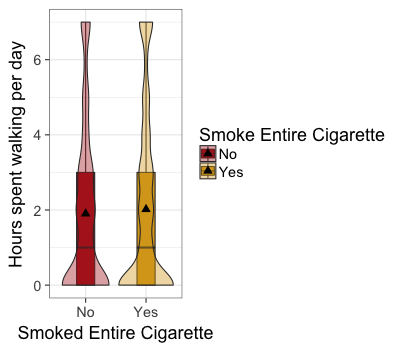 Hours spent walking per day
6
4
2
0
No
Yes
Smoked Entire Cigarette
Smoke Entire Cigarette
No
Yes